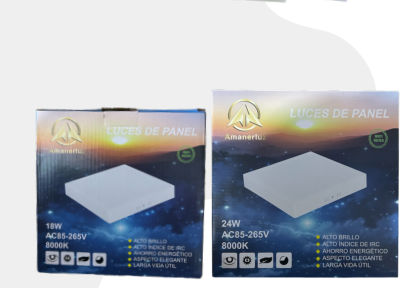 Amanerluz
LUCES DE PANEL
18W
AC85-265V
8000K
ALTO BRILLO
ALTO ÍNDICE DE IRC
AHORRO ENERGÉTICO
ASPECTO ELEGANTE
LARGA VIDA ÚTIL
Amanerluz
LUCES DE PANEL
24W
AC85-265V
8000K
ALTO BRILLO
ALTO ÍNDICE DE IRC
AHORRO ENERGÉTICO
ASPECTO ELEGANTE
LARGA VIDA ÚTIL